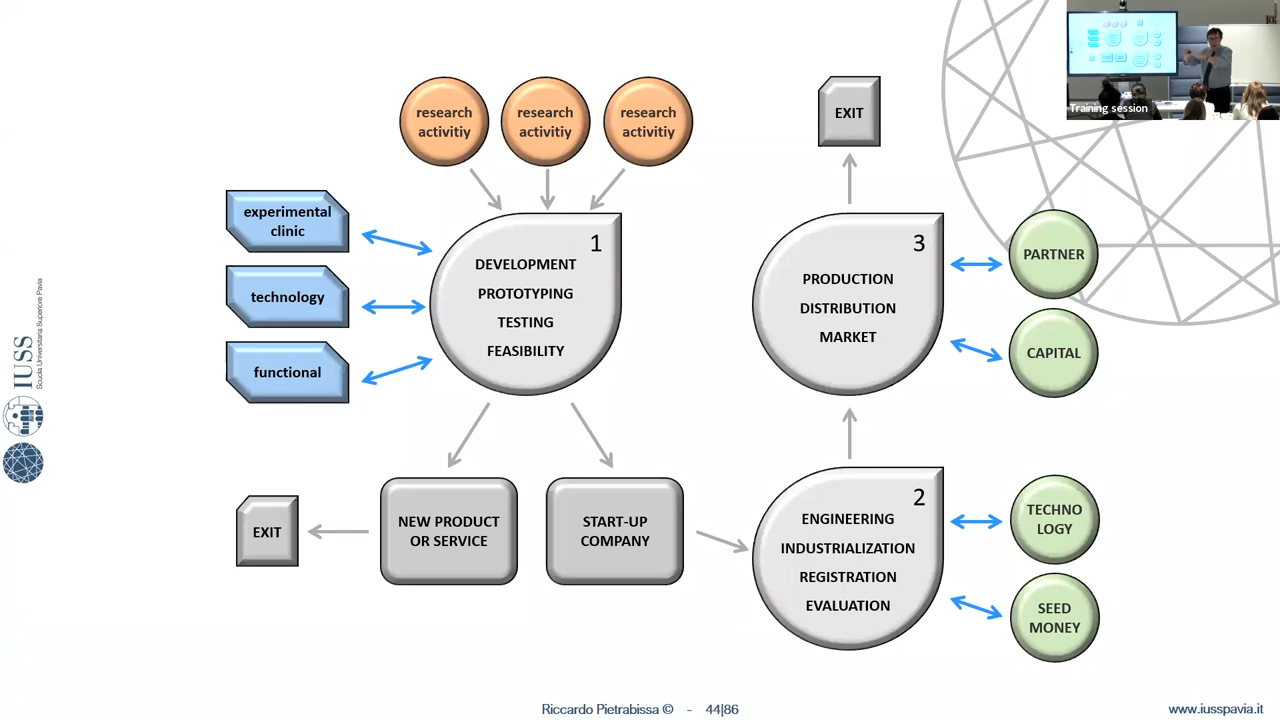 Training session
research
activitiy
research
activitiy
research
activitiy
EXIT
experimental
clinic
technology
functional
1
DEVELOPMENT
PROTOTYPING
TESTING
FEASIBILITY
3
PRODUCTION
DISTRIBUTION
MARKET
PARTNER
CAPITAL
IUSS
Scuola Universitaria Superiore Pavia
EXIT
NEW PRODUCT
OR SERVICE
START-UP
COMPANY
2
ENGINEERING
INDUSTRIALIZATION
REGISTRATION
EVALUATION
TECHNO
LOGY
SEED
MONEY
Riccardo Pietrabissa © - 44|86
www.iusspavia.it